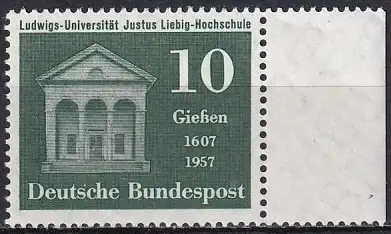 Ludwigs-Universität Justus Liebig-Hochschule
10
Gießen
1607
1957
Deutsche Bundespost